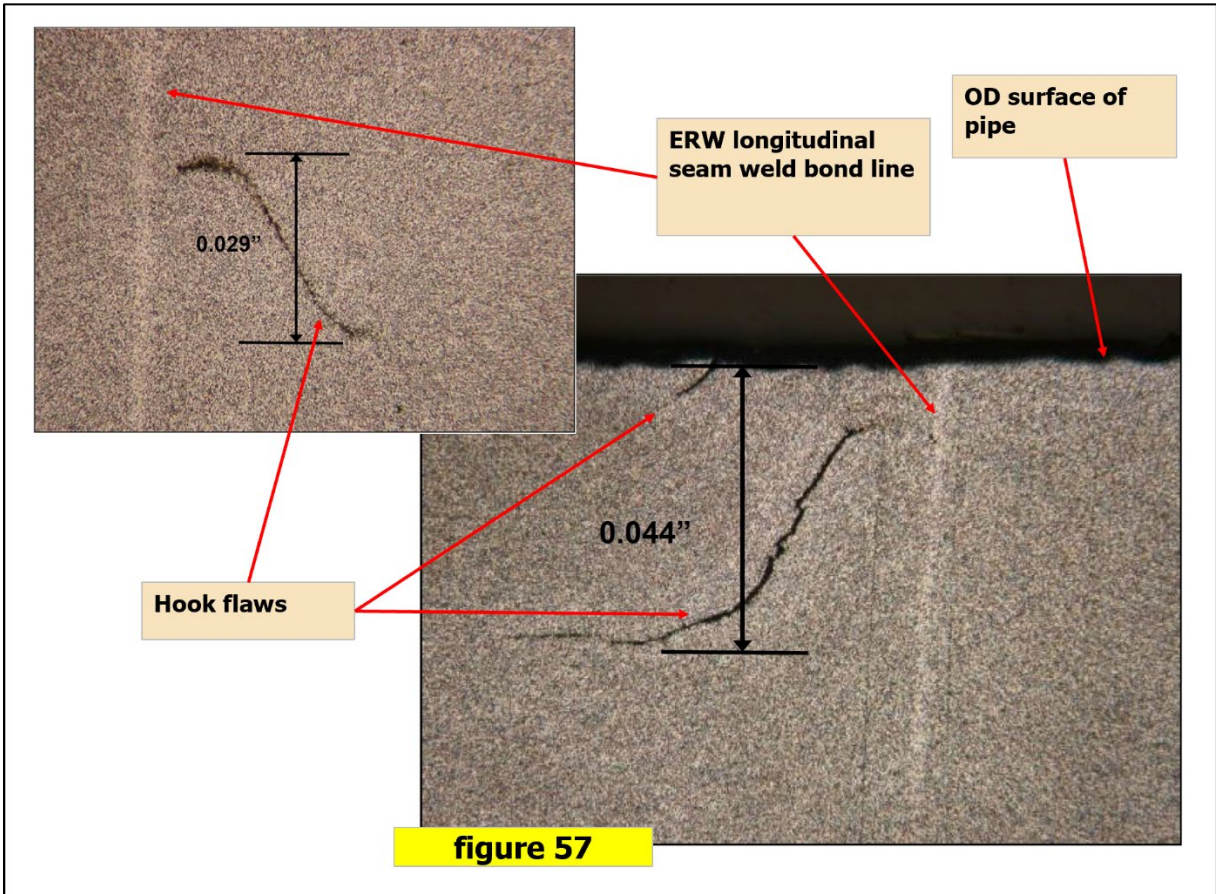 OD surface of
pipe
ERW longitudinal
seam weld bond line
0.029”
0.044”
Hook flaws
figure 57